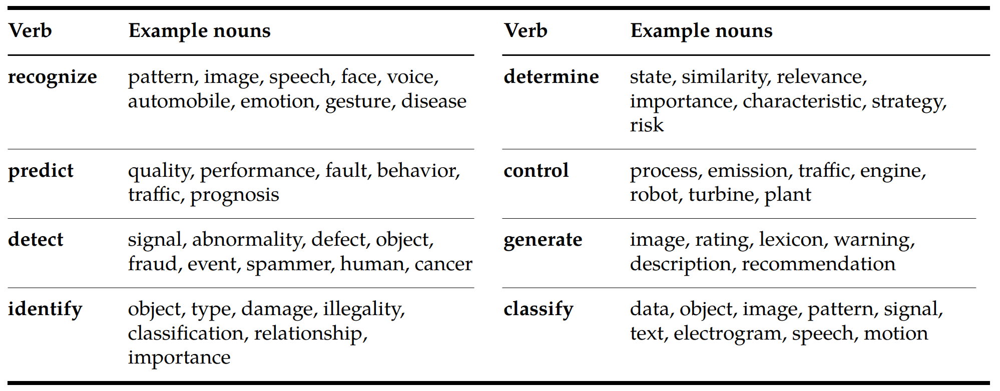 Verb Example nouns
recognize pattern, image, speech, face, voice,
automobile, emotion, gesture, disease
predict quality, performance, fault, behavior,
traffic, prognosis
detect signal, abnormality, defect, object,
fraud, event, spammer, human, cancer
identify object, type, damage, illegality,
classification, relationship,
importance
Verb Example nouns
determine state, similarity, relevance,
importance, characteristic, strategy,
risk
control process, emission, traffic, engine,
robot, turbine, plant
generate image, rating, lexicon, warning,
description, recommendation
classify data, object, image, pattern, signal,
text, electrogram, speech, motion